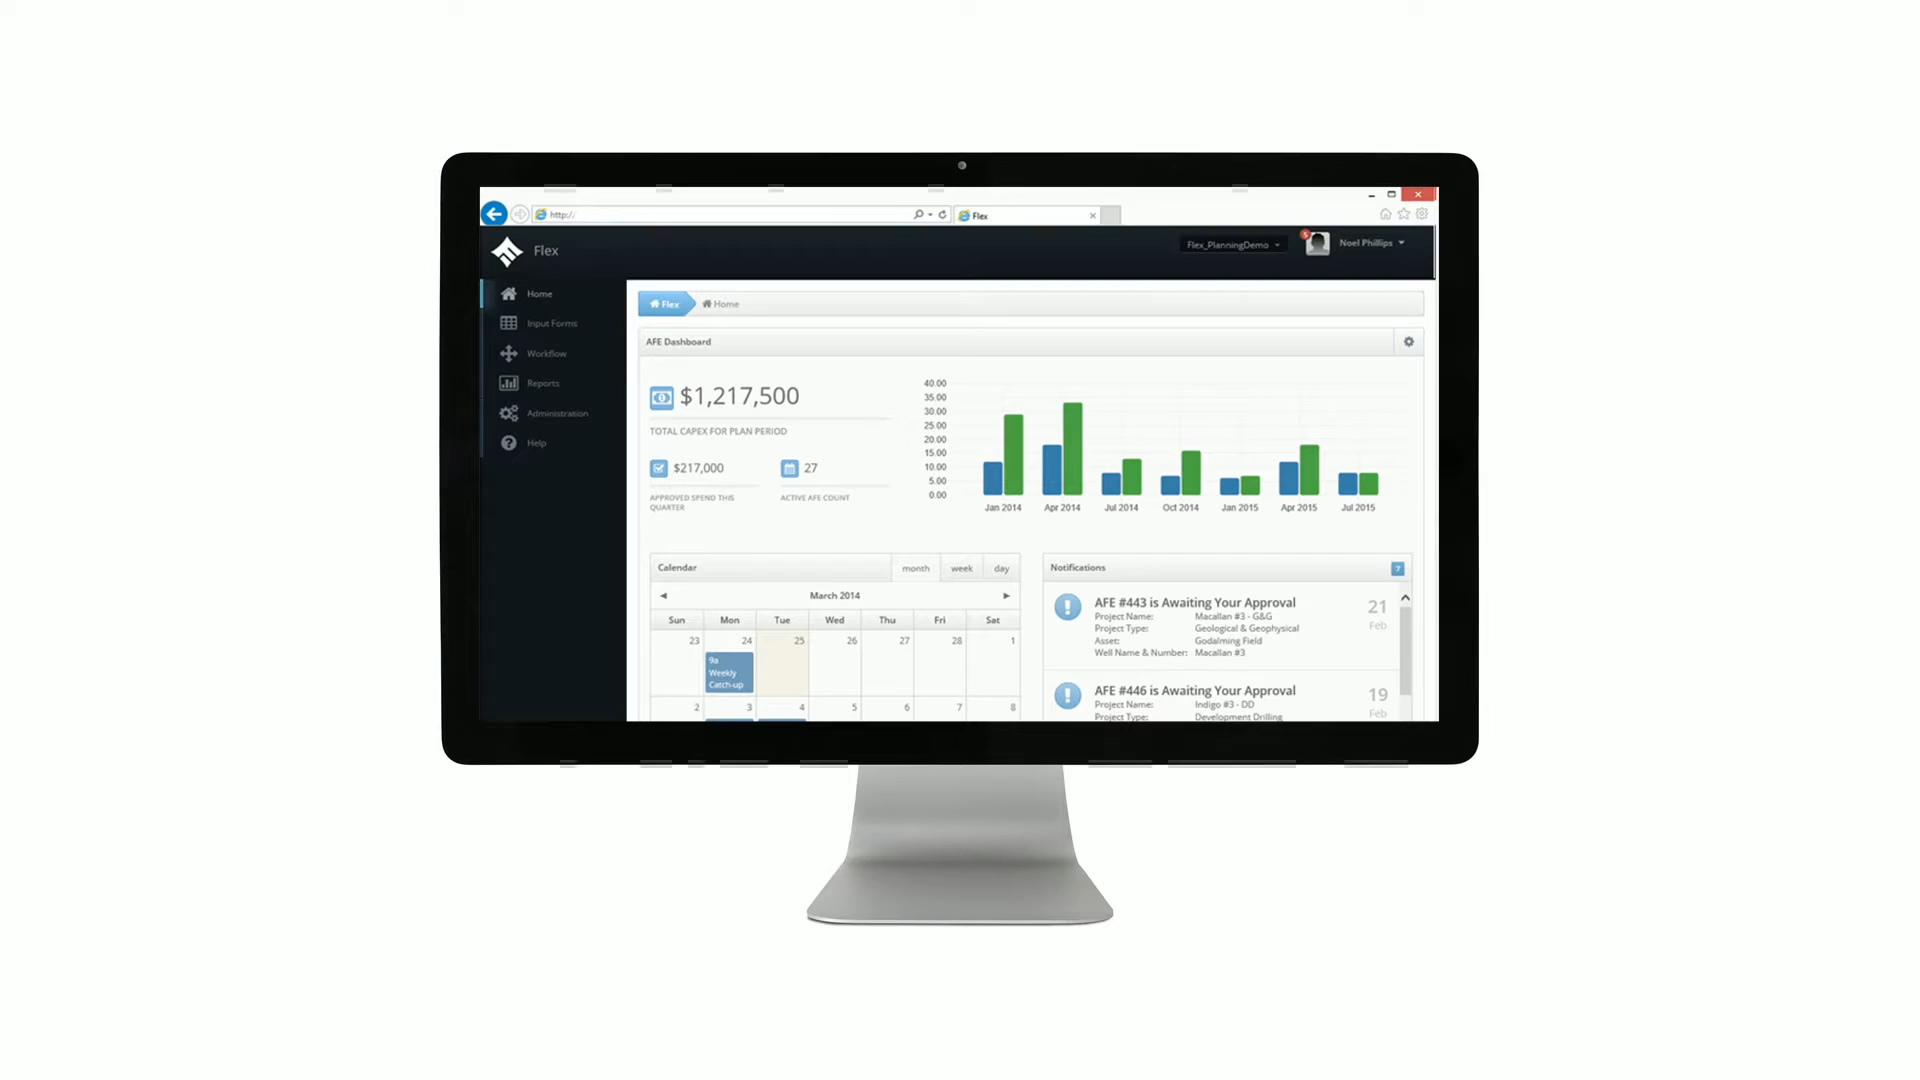 http://
Flex
Flex
Flex_PlanningDemo
5
Noel Phillips
Home
Input Forms
Workflow
Reports
Administration
Help
Flex
Home
AFE Dashboard
$1,217,500
TOTAL CAPEX FOR PLAN PERIOD
$217,000
27
APPROVED SPEND THIS
QUARTER
ACTIVE AFE COUNT
40.00
35.00
30.00
25.00
20.00
15.00
10.00
5.00
0.00
Jan 2014 Apr 2014 Jul 2014 Oct 2014 Jan 2015 Apr 2015 Jul 2015
Calendar
month week day
March 2014
Sun Mon Tue Wed Thu Fri Sat
23 24 25 26 27 28 1
9a
Weekly
Catch-up
2 3 4 5 6 7 8
Notifications
7
AFE #443 is Awaiting Your Approval
21
Feb
Project Name: Macallan #3 - G&G
Project Type: Geological & Geophysical
Asset: Godalming Field
Well Name & Number: Macallan #3
AFE #446 is Awaiting Your Approval
19
Feb
Project Name: Indigo #3 - DD
Project Type: Development Drilling